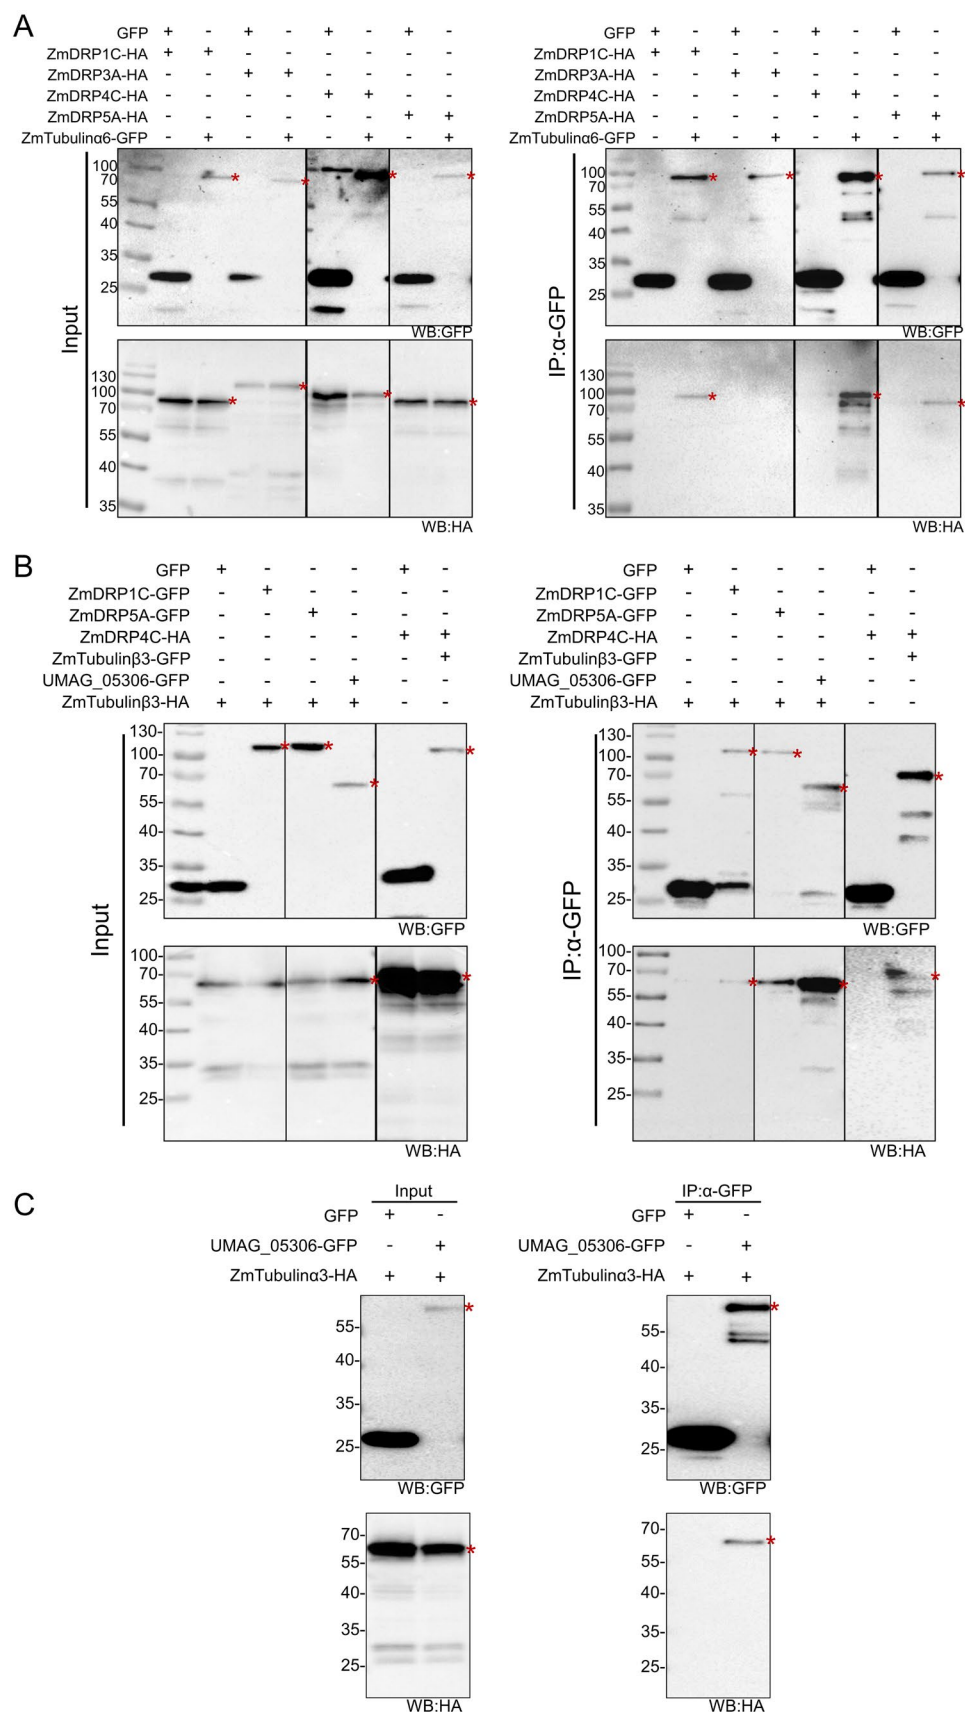 A
GFP + - + - + - + -
ZmDRP1C-HA + + - - - - - -
ZmDRP3A-HA - - + + - - - -
ZmDRP4C-HA - - - - + + - -
ZmDRP5A-HA - - - - - - + +
ZmTubulinα6-GFP - + - + - + - +
Input
100
70
55
40
35
25
WB:GFP
130
100
70
55
40
35
WB:HA
GFP + - + - + - + -
ZmDRP1C-HA + + - - - - - -
ZmDRP3A-HA - - + + - - - -
ZmDRP4C-HA - - - - + + - -
ZmDRP5A-HA - - - - - - + +
ZmTubulinα6-GFP - + - + - + - +
IP:α-GFP
100
70
55
40
35
25
WB:GFP
130
100
70
55
40
35
WB:HA
B
GFP + - - - + -
ZmDRP1C-GFP - + - - - -
ZmDRP5A-GFP - - + - - -
ZmDRP4C-HA - - - - + +
ZmTubulinβ3-GFP - - - - - +
UMAG_05306-GFP - - - + - -
ZmTubulinβ3-HA + + + + - -
Input
130-
100-
70-
55-
40-
35-
25-
WB:GFP
100-
70-
55-
40-
35-
25-
WB:HA
GFP + - - - + -
ZmDRP1C-GFP - + - - - -
ZmDRP5A-GFP - - + - - -
ZmDRP4C-HA - - - - + +
ZmTubulinβ3-GFP - - - - - +
UMAG_05306-GFP - - - + - -
ZmTubulinβ3-HA + + + + - -
IP:α-GFP
130-
100-
70-
55-
40-
35-
25-
WB:GFP
100-
70-
55-
40-
35-
25-
WB:HA
C
Input
GFP + -
UMAG_05306-GFP - +
ZmTubulinα3-HA + +
55-
40-
35-
25-
WB:GFP
70-
55-
40-
35-
25-
WB:HA
IP:α-GFP
GFP + -
UMAG_05306-GFP - +
ZmTubulinα3-HA + +
55-
40-
35-
25-
WB:GFP
70-
55-
40-
35-
25-
WB:HA